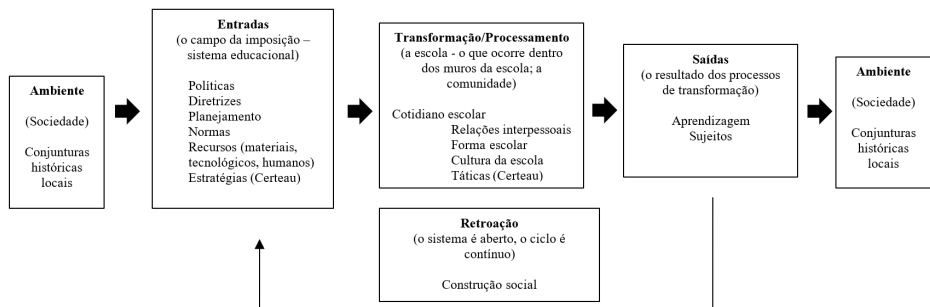 Ambiente
(Sociedade)
Conjunturas
históricas
locais
Entradas
(o campo da imposição –
sistema educacional)
Políticas
Diretrizes
Planejamento
Normas
Recursos (materiais,
tecnológicos, humanos)
Estratégias (Certeau)
Transformação/Processamento
(a escola - o que ocorre dentro
dos muros da escola; a
comunidade)
Cotidiano escolar
Relações interpessoais
Forma escolar
Cultura da escola
Táticas (Certeau)
Saídas
(o resultado dos processos
de transformação)
Aprendizagem
Sujeitos
Ambiente
(Sociedade)
Conjunturas
históricas
locais
Retroação
(o sistema é aberto, o ciclo é
contínuo)
Construção social